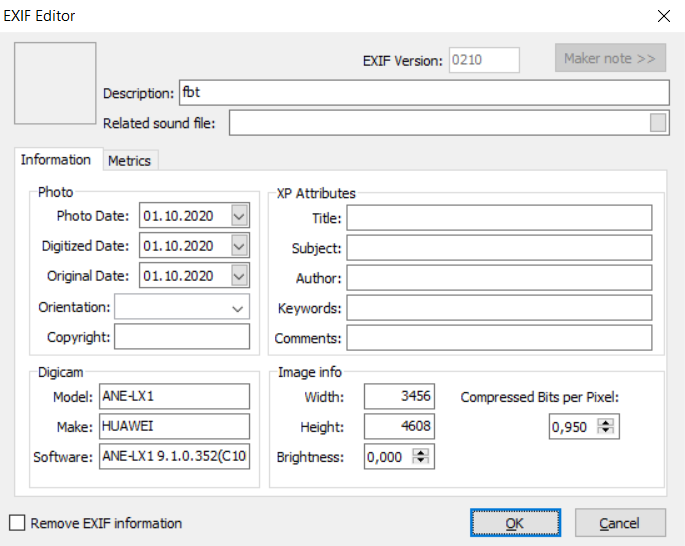 EXIF Editor
EXIF Version: 0210 Maker note >>
Description: fbt
Related sound file:
Information Metrics
Photo
Photo Date: 01.10.2020
Digitized Date: 01.10.2020
Original Date: 01.10.2020
Orientation:
Copyright:
XP Attributes
Title:
Subject:
Author:
Keywords:
Comments:
Digicam
Model: ANE-LX1
Make: HUAWEI
Software: ANE-LX1 9.1.0.352(C10
Image info
Width: 3456
Height: 4608
Brightness: 0,000
Compressed Bits per Pixel:
0,950
Remove EXIF information
OK Cancel